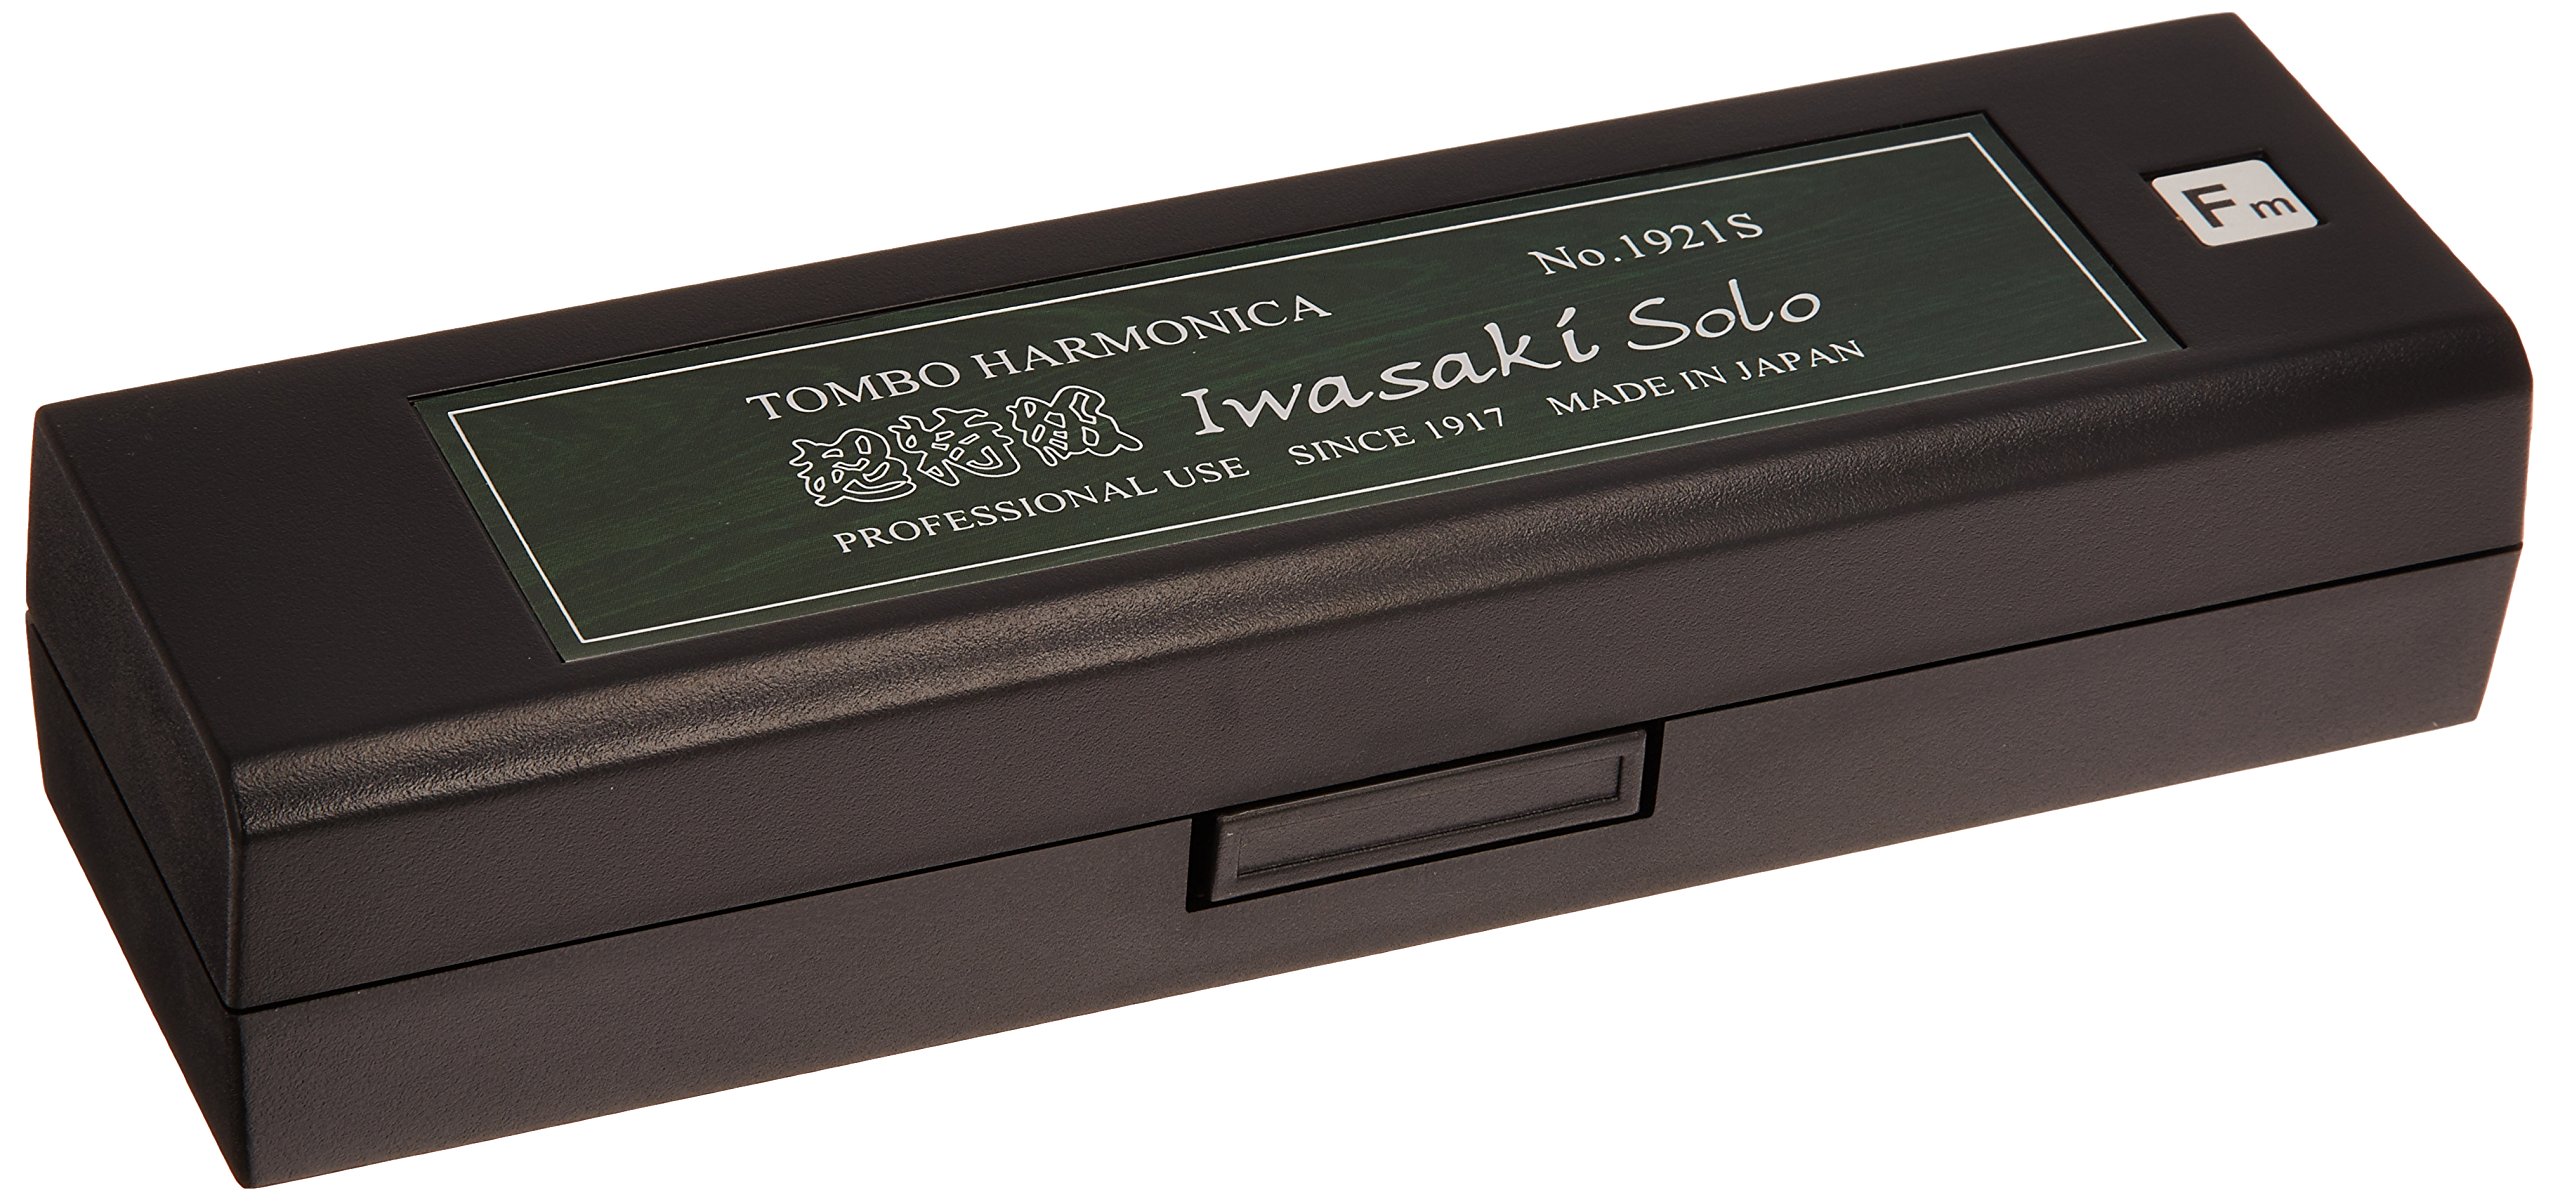 TOMBO HARMONICA No.1921S
超特級 Iwasaki Solo
PROFESSIONAL USE SINCE 1917 MADE IN JAPAN
Fm